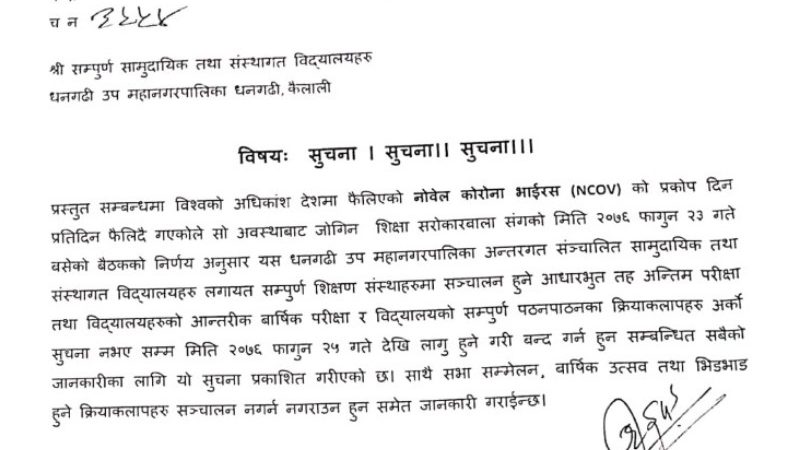 च न
श्री सम्पुर्ण सामुदायिक तथा संस्थागत विद्यालयहरु
धनगढी उप महानगरपालिका धनगढी, कैलाली
विषयः सुचना । सुचना।। सुचना।।।
प्रस्तुत सम्बन्धमा विश्वको अधिकांश देशमा फैलिएको नोवेल कोरोना भाईरस (NCOV) को प्रकोप दिन
प्रतिदिन फैलिदै गएकोले सो अवस्थाबाट जोगिन शिक्षा सरोकारवाला संगको मिति २०७६ फागुन २३ गते
बसेको बैठकको निर्णय अनुसार यस धनगढी उप महानगरपालिका अन्तरगत संञ्चालित सामुदायिक तथा
संस्थागत विद्यालयहरु लगायत सम्पुर्ण शिक्षण संस्थाहरुमा सञ्चालन हुने आधारभुत तह अन्तिम परीक्षा
तथा विद्यालयहरुको आन्तरीक बार्षिक परीक्षा र विद्यालयको सम्पुर्ण पठनपाठनका क्रियाकलापहरु अर्को
सुचना नभए सम्म मिति २०७६ फागुन २५ गते देखि लागु हुने गरी बन्द गर्न हुन सम्बन्धित सबैको
जानकारीका लागि यो सुचना प्रकाशित गरीएको छ। साथै सभा सम्मेलन, बार्षिक उत्सव तथा भिडभाड
हुने क्रियाकलापहरु सञ्चालन नगर्न नगराउन हुन समेत जानकारी गराईन्छ।